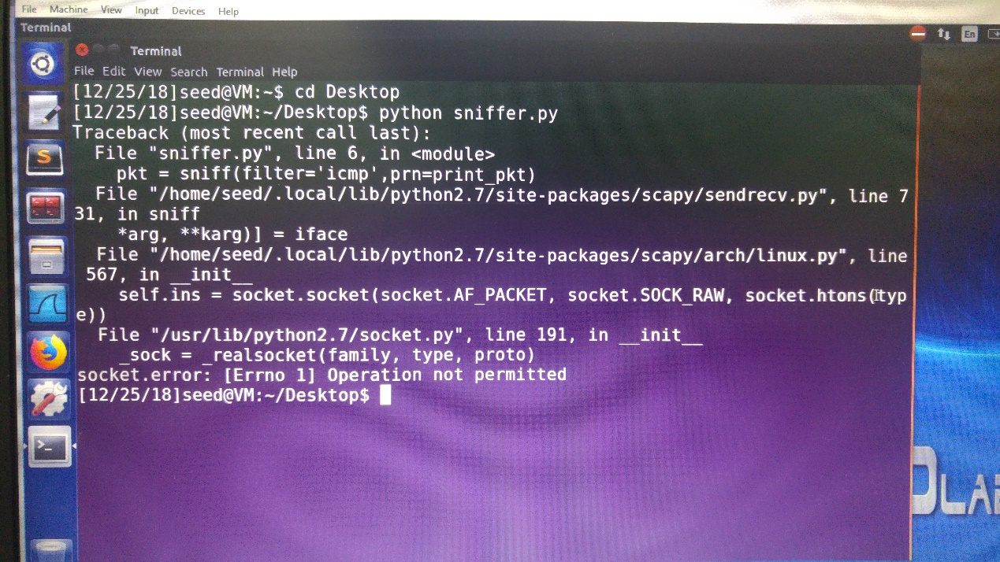 File Machine View Input Devices Help
Terminal
En
Terminal
File Edit View Search Terminal Help
[12/25/18]seed@VM:~$ cd Desktop
[12/25/18]seed@VM:~/Desktop$ python sniffer.py
Traceback (most recent call last):
  File "sniffer.py", line 6, in <module>
    pkt = sniff(filter='icmp',prn=print_pkt)
  File "/home/seed/.local/lib/python2.7/site-packages/scapy/sendrecv.py", line 7
31, in sniff
    *arg, **karg)] = iface
  File "/home/seed/.local/lib/python2.7/site-packages/scapy/arch/linux.py", line
 567, in __init__
    self.ins = socket.socket(socket.AF_PACKET, socket.SOCK_RAW, socket.htons(typ
e))
  File "/usr/lib/python2.7/socket.py", line 191, in __init__
    _sock = _realsocket(family, type, proto)
socket.error: [Errno 1] Operation not permitted
[12/25/18]seed@VM:~/Desktop$